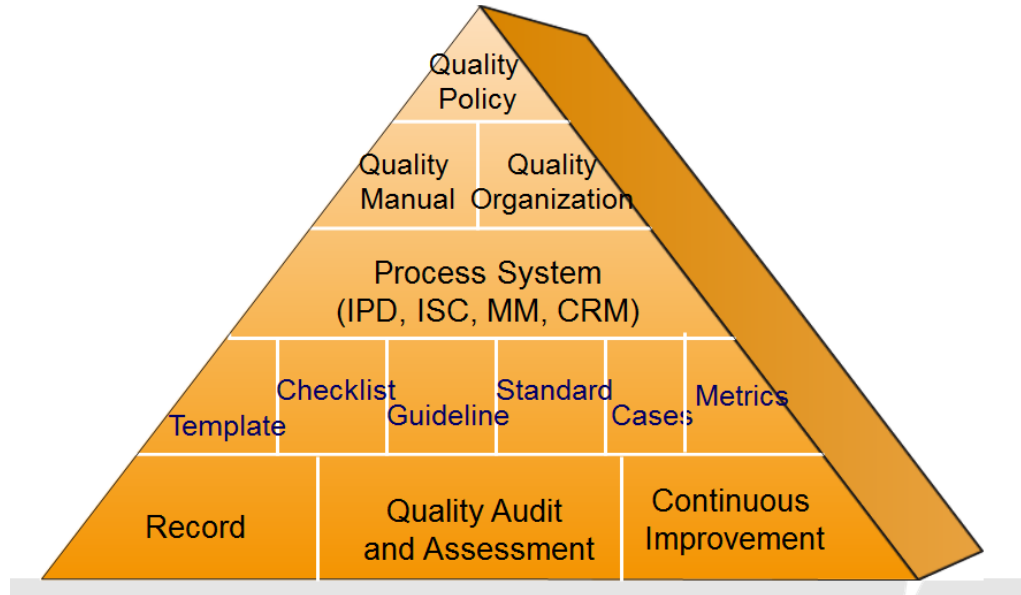 Quality
Policy
Quality
Manual
Quality
Organization
Process System
(IPD, ISC, MM, CRM)
Template
Checklist
Guideline
Standard
Cases
Metrics
Record
Quality Audit
and Assessment
Continuous
Improvement